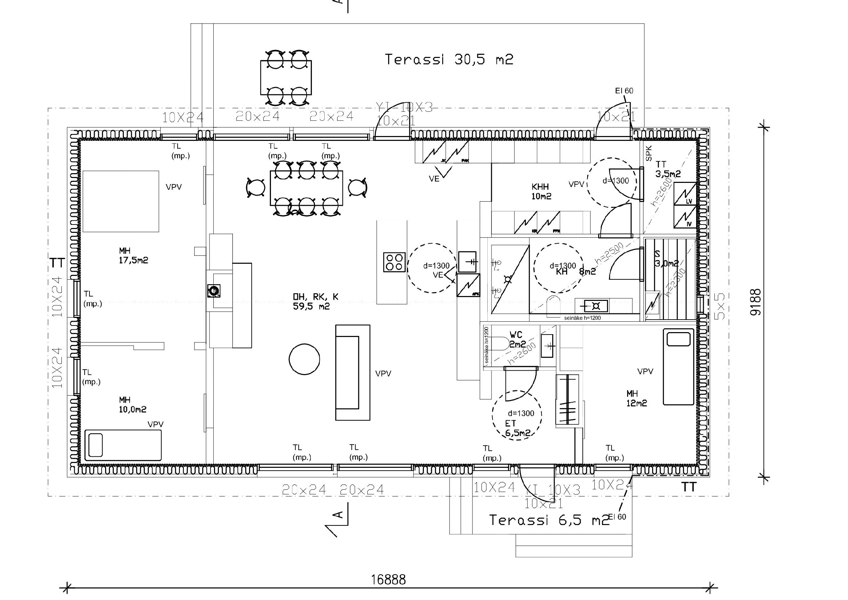 A
Terassi 30,5 m2
EI 60
YI 10X3
10X24
20x24
20x24
10x21
10x21
TL
(mp.)
TL
(mp.)
TL
(mp.)
SPK
TT
3,5m2
VE
VPV
KHH
10m2
VPV
d=1300
h=2600
LV
IV
MH
17,5m2
TT
h=2500
S
3,0m2
d=1300
VE
d=1300
KH 8m2
h=2500
10X24
TL
(mp.)
OH, RK, K
59,5 m2
5x5
9188
seinäke h=1200
seinäke h=1200
WC
2m2
h=2600
10X24
TL
(mp.)
VPV
VPV
MH
10,0m2
MH
12m2
d=1300
ET
6,5m2
VPV
TL
(mp.)
TL
(mp.)
TL
(mp.)
TL
(mp.)
20x24
20x24
10X24
YI 10X3
10x21
10X24
TT
A
Terassi 6,5 m2
EI 60
16888